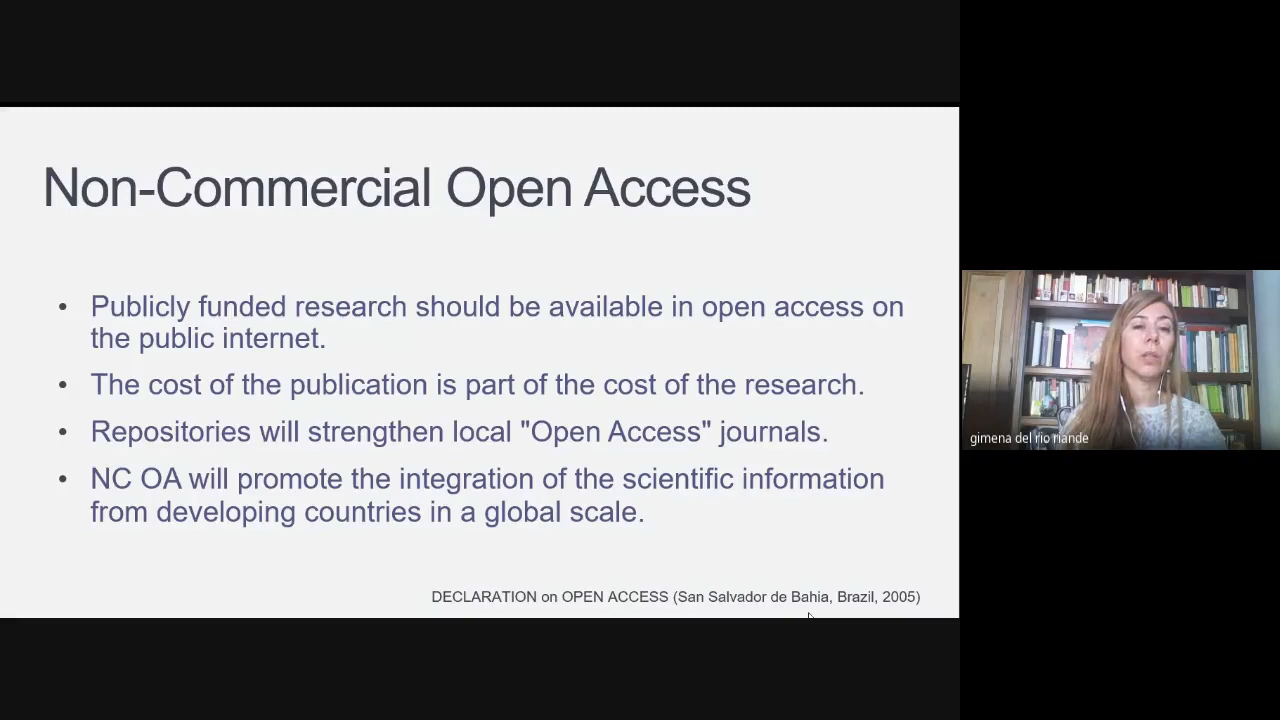 Non-Commercial Open Access
• Publicly funded research should be available in open access on
the public internet.
• The cost of the publication is part of the cost of the research.
• Repositories will strengthen local "Open Access" journals.
• NC OA will promote the integration of the scientific information
from developing countries in a global scale.
DECLARATION on OPEN ACCESS (San Salvador de Bahia, Brazil, 2005)
gimena del rio riande